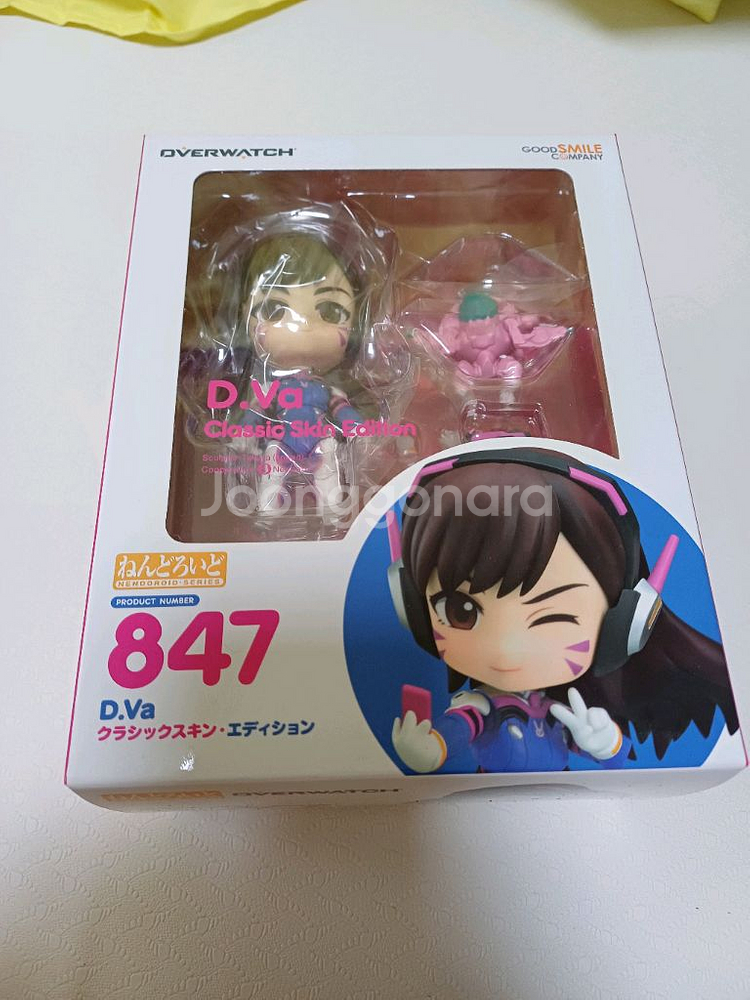 OVERWATCH
GOOD SMILE
COMPANY
D.Va
Classic Skin Edition
Joonggonara
ねんどろいど
NENDOROID·SERIES
PRODUCT NUMBER
847
D.Va
クラシックスキン・エディション
OVERWATCH